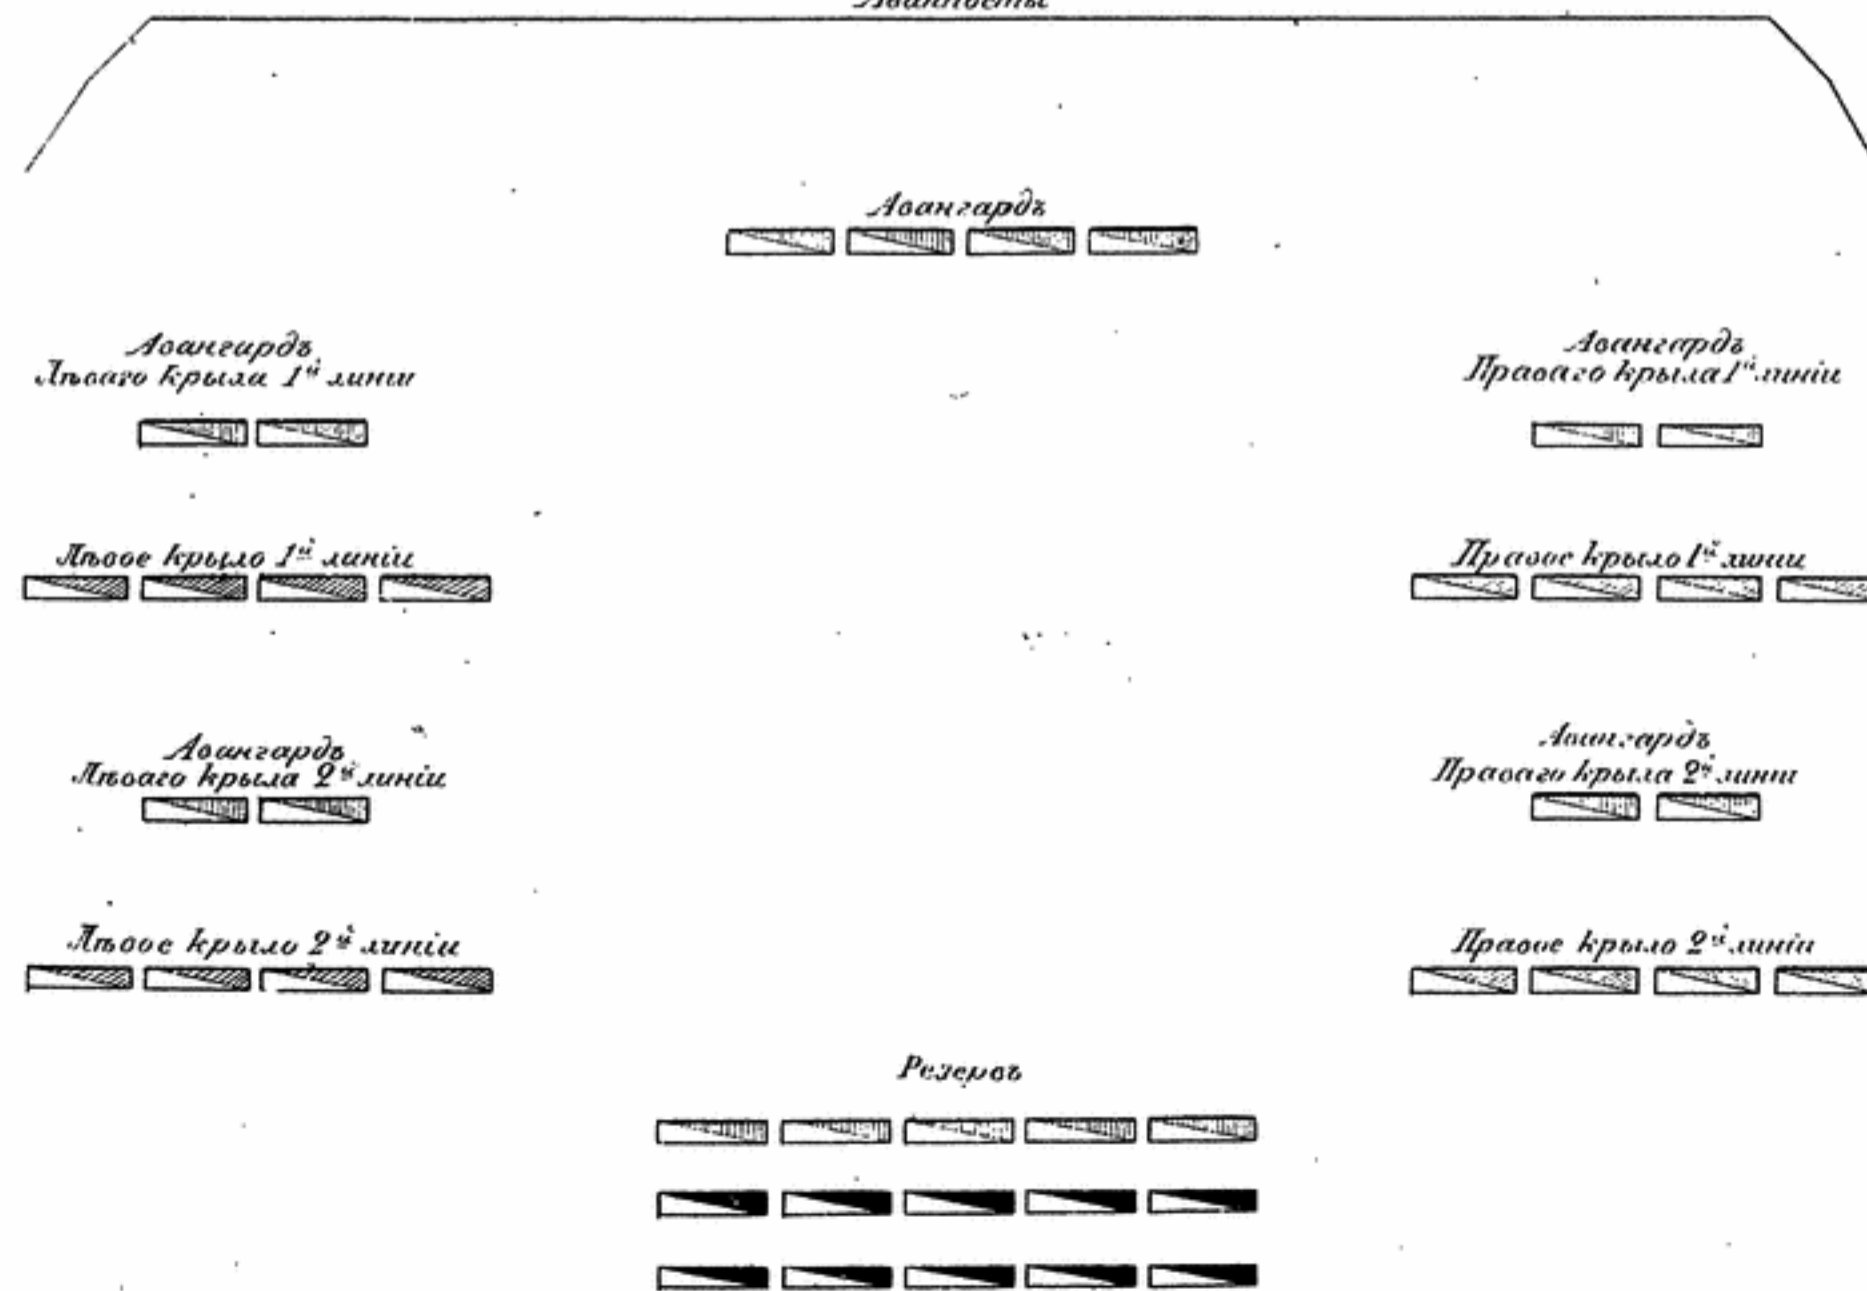 Аванпосты
Авангардъ
Авангардъ
Лѣваго крыла 1й линіи
Авангардъ
Праваго крыла 1й линіи
Лѣвое крыло 1й линіи
Правое крыло 1й линіи
Авангардъ
Лѣваго крыла 2й линіи
Авангардъ
Праваго крыла 2й линіи
Лѣвое крыло 2й линіи
Правое крыло 2й линіи
Резервъ